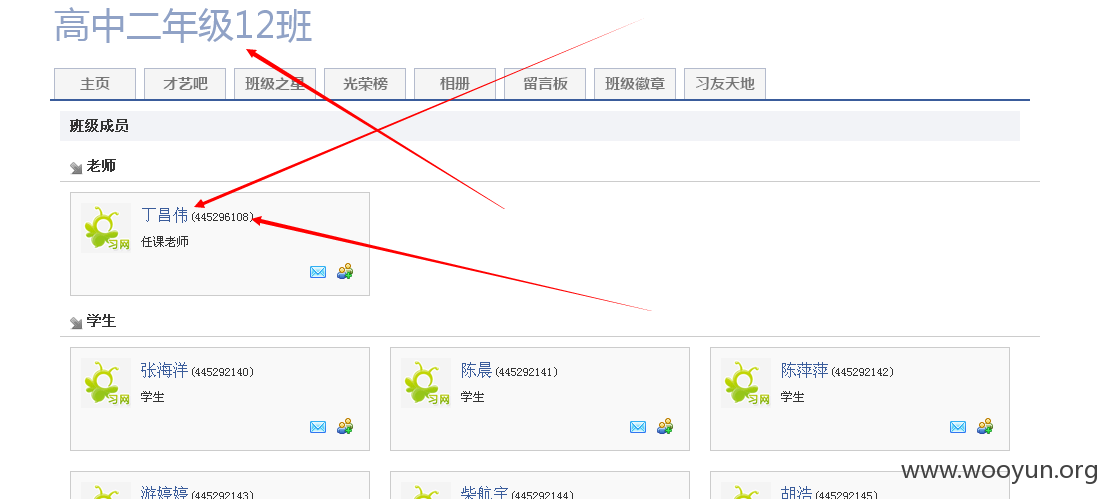 高中二年级12班
主页 才艺吧 班级之星 光荣榜 相册 留言板 班级徽章 习友天地
班级成员
老师
丁昌伟(445296108)
习网
任课老师
学生
张海洋(445292140) 陈晨(445292141) 陈萍萍(445292142)
习网 习网 习网
学生 学生 学生
www.wooyun.org
游婷婷(445292143) 柴航宇(445292144) 胡浩(445292145)